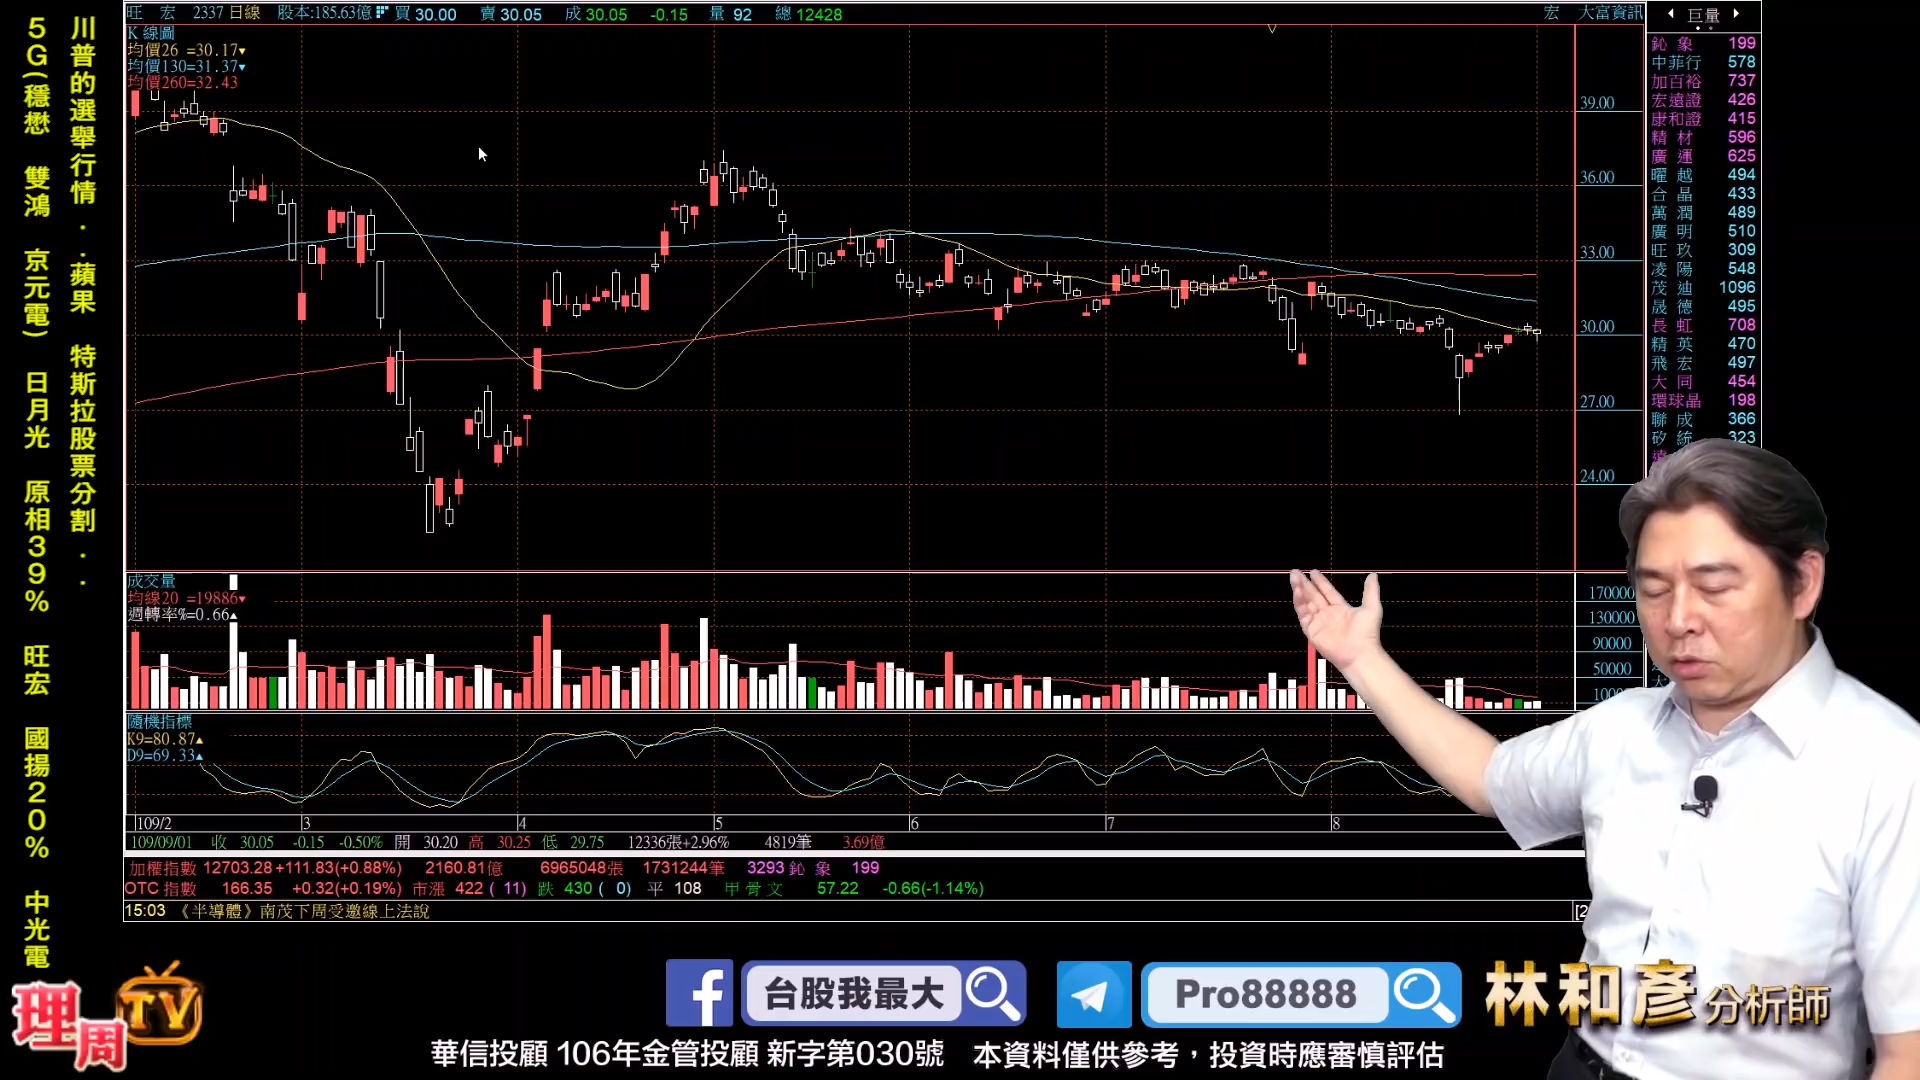 川普的選舉行情．．蘋果 特斯拉股票分割．．
5G(穩懋 雙鴻 京元電) 日月光 原相39% 旺宏 國揚20% 中光電
旺 宏 2337 日線 股本:185.63億 買 30.00 賣 30.05 成 30.05 -0.15 量 92 總 12428 宏 大富資訊
K 線圖
均價26 =30.17▼
均價130=31.37▼
均價260=32.43
39.00
36.00
33.00
30.00
27.00
24.00
成交量
均線20 =19886▼
週轉率%=0.66▲
170000
130000
90000
50000
隨機指標
K9=80.87▲
D9=69.33▲
109/2 3 4 5 6 7 8
109/09/01 收 30.05 -0.15 -0.50% 開 30.20 高 30.25 低 29.75 12336張+2.96% 4819筆 3.69億
加權指數 12703.28 +111.83(+0.88%) 2160.81億 6965048張 1731244筆 3293 鈊 象 199
OTC 指數 166.35 +0.32(+0.19%) 市漲 422 ( 11) 跌 430 ( 0) 平 108 甲骨文 57.22 -0.66(-1.14%)
15:03 《半導體》南茂下周受邀線上法說
巨量
鈊 象 199
中菲行 578
加百裕 737
宏遠證 426
康和證 415
精 材 596
廣 運 625
曜 越 494
合 晶 433
萬 潤 489
廣 明 510
旺 玖 309
凌 陽 548
茂 迪 1096
晟 德 495
長 虹 708
精 英 470
飛 宏 497
大 同 454
環球晶 198
聯 成 366
矽 統 323
理周TV
台股我最大
Pro88888
林和彥 分析師
華信投顧 106年金管投顧 新字第030號 本資料僅供參考，投資時應審慎評估